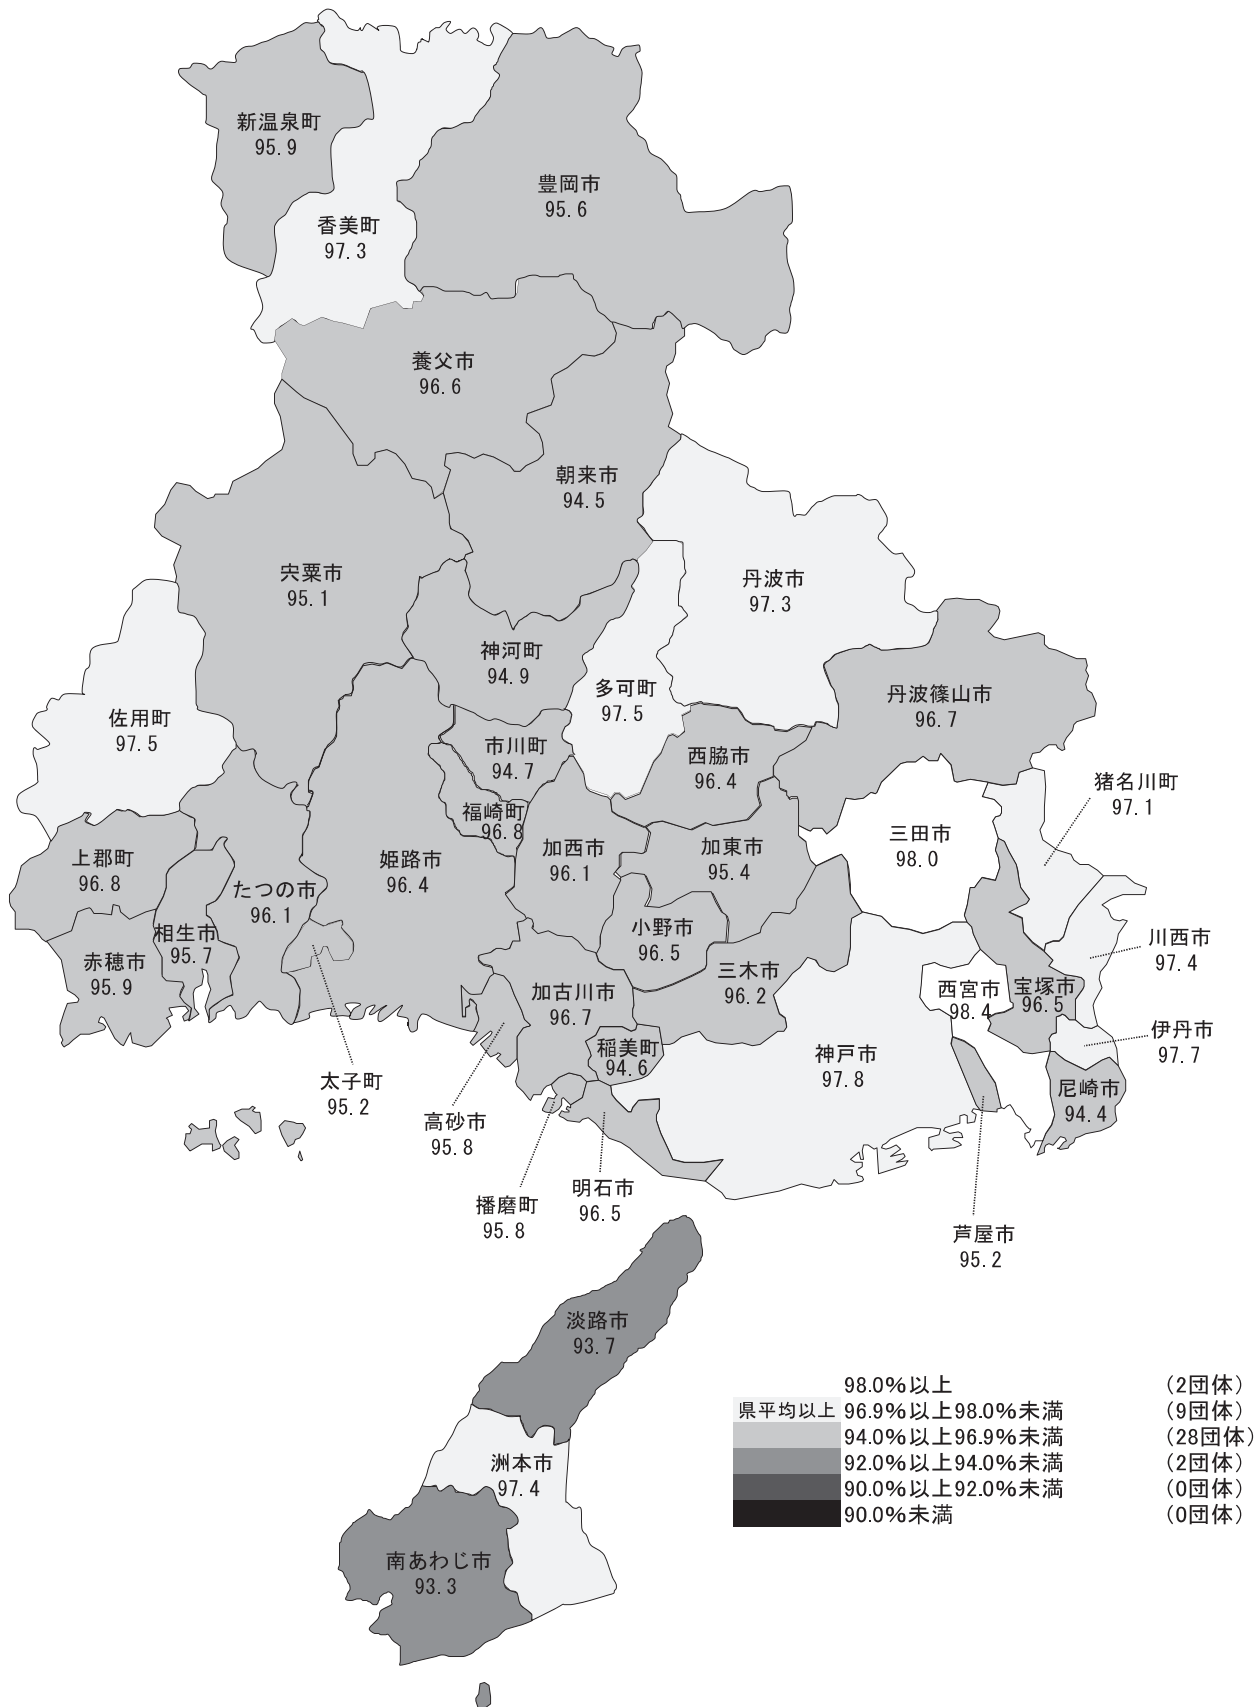 新温泉町
95.9
豊岡市
95.6
香美町
97.3
養父市
96.6
朝来市
94.5
宍粟市
95.1
丹波市
97.3
神河町
94.9
多可町
97.5
丹波篠山市
96.7
佐用町
97.5
市川町
94.7
西脇市
96.4
猪名川町
97.1
福崎町
96.8
三田市
98.0
上郡町
96.8
姫路市
96.4
加西市
96.1
加東市
95.4
たつの市
96.1
相生市
95.7
小野市
96.5
川西市
97.4
赤穂市
95.9
三木市
96.2
加古川市
96.7
西宮市
98.4
宝塚市
96.5
伊丹市
97.7
稲美町
94.6
神戸市
97.8
太子町
95.2
尼崎市
94.4
高砂市
95.8
明石市
96.5
播磨町
95.8
芦屋市
95.2
淡路市
93.7
98.0%以上 (2団体)
県平均以上 96.9%以上98.0%未満 (9団体)
94.0%以上96.9%未満 (28団体)
92.0%以上94.0%未満 (2団体)
90.0%以上92.0%未満 (0団体)
90.0%未満 (0団体)
洲本市
97.4
南あわじ市
93.3